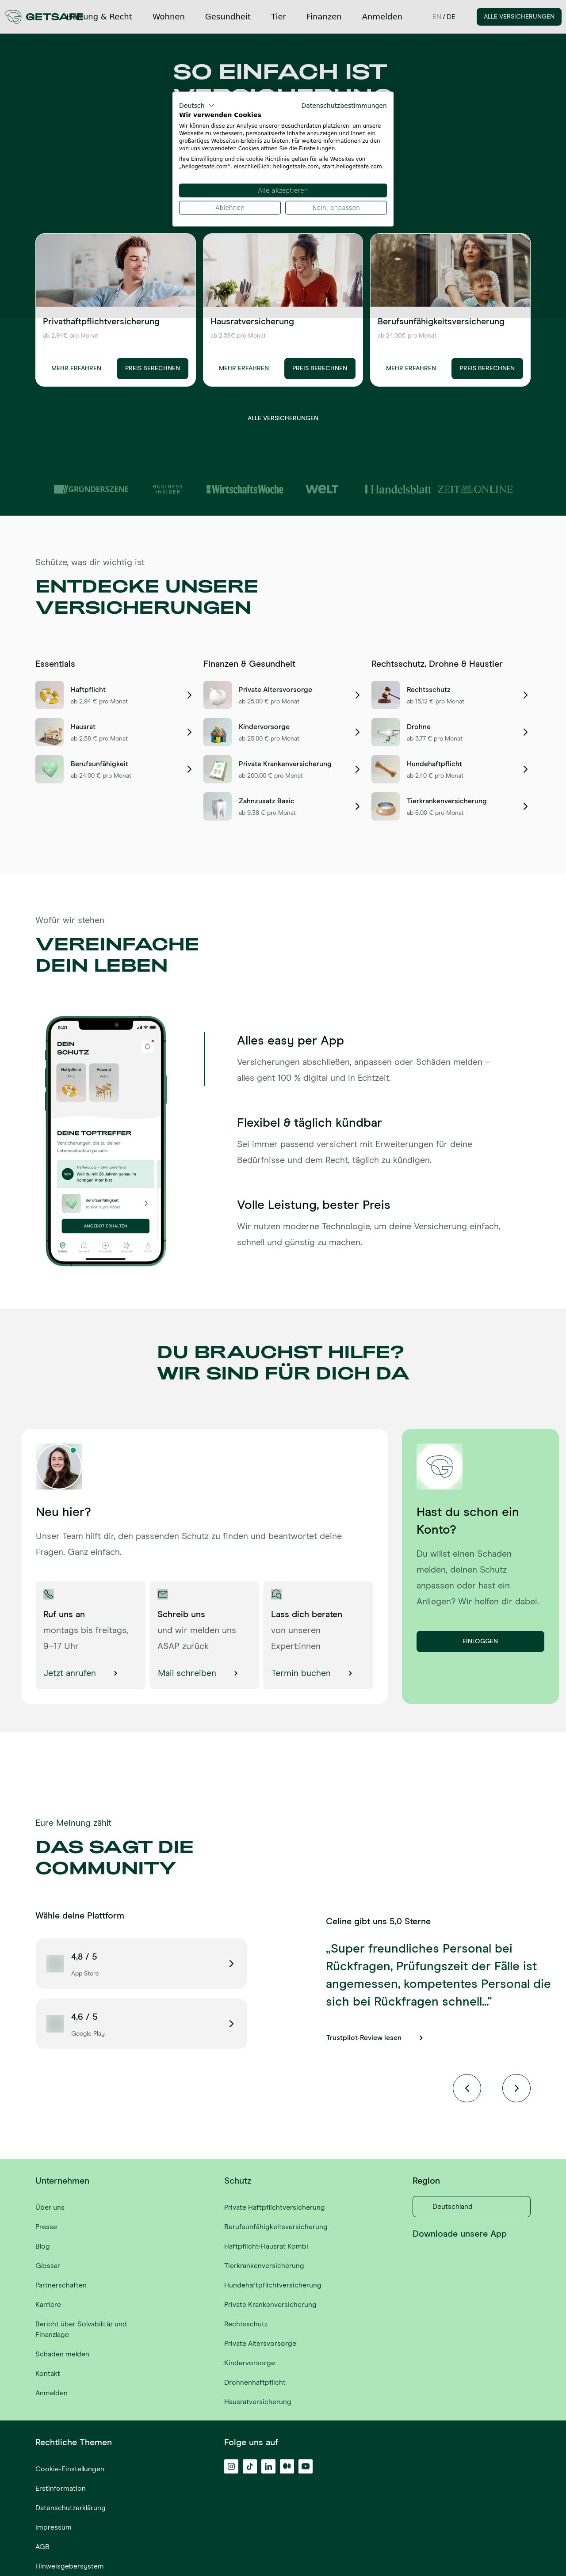 GETSAFE
Haftung & Recht
Wohnen
Gesundheit
Tier
Finanzen
Anmelden
EN / DE
ALLE VERSICHERUNGEN
SO EINFACH IST
Deutsch
Datenschutzbestimmungen
Wir verwenden Cookies
Wir können diese zur Analyse unserer Besucherdaten platzieren, um unsere
Webseite zu verbessern, personalisierte Inhalte anzuzeigen und Ihnen ein
großartiges Webseiten-Erlebnis zu bieten. Für weitere Informationen zu den
von uns verwendeten Cookies öffnen Sie die Einstellungen.
Ihre Einwilligung und die cookie Richtlinie gelten für alle Websites von
„hellogetsafe.com“, einschließlich: hellogetsafe.com, start.hellogetsafe.com.
Alle akzeptieren
Ablehnen
Nein, anpassen
Privathaftpflichtversicherung
ab 2,94€ pro Monat
MEHR ERFAHREN
PREIS BERECHNEN
Hausratversicherung
ab 2,58€ pro Monat
MEHR ERFAHREN
PREIS BERECHNEN
Berufsunfähigkeitsversicherung
ab 24,00€ pro Monat
MEHR ERFAHREN
PREIS BERECHNEN
ALLE VERSICHERUNGEN
GRÜNDERSZENE
BUSINESS
INSIDER
WirtschaftsWoche
WELT
Handelsblatt
ZEIT ONLINE
Schütze, was dir wichtig ist
ENTDECKE UNSERE
VERSICHERUNGEN
Essentials
Haftpflicht
ab 2,94 € pro Monat
Hausrat
ab 2,58 € pro Monat
Berufsunfähigkeit
ab 24,00 € pro Monat
Finanzen & Gesundheit
Private Altersvorsorge
ab 25,00 € pro Monat
Kindervorsorge
ab 25,00 € pro Monat
Private Krankenversicherung
ab 200,00 € pro Monat
Zahnzusatz Basic
ab 9,38 € pro Monat
Rechtsschutz, Drohne & Haustier
Rechtsschutz
ab 15,12 € pro Monat
Drohne
ab 3,77 € pro Monat
Hundehaftpflicht
ab 2,40 € pro Monat
Tierkrankenversicherung
ab 6,00 € pro Monat
Wofür wir stehen
VEREINFACHE
DEIN LEBEN
9:41
DEIN
SCHUTZ
Haftpflicht
Hausrat
DEINE TOPTREFFER
Versicherungen, die zu deiner
Lebenssituation passen.
Weil du mit 28 Jahren genau im
richtigen Alter bist
Berufsunfähigkeit
ANGEBOT ERHALTEN
Alles easy per App
Versicherungen abschließen, anpassen oder Schäden melden –
alles geht 100 % digital und in Echtzeit.
Flexibel & täglich kündbar
Sei immer passend versichert mit Erweiterungen für deine
Bedürfnisse und dem Recht, täglich zu kündigen.
Volle Leistung, bester Preis
Wir nutzen moderne Technologie, um deine Versicherung einfach,
schnell und günstig zu machen.
DU BRAUCHST HILFE?
WIR SIND FÜR DICH DA
Neu hier?
Unser Team hilft dir, den passenden Schutz zu finden und beantwortet deine
Fragen. Ganz einfach.
Ruf uns an
montags bis freitags,
9–17 Uhr
Jetzt anrufen
Schreib uns
und wir melden uns
ASAP zurück
Mail schreiben
Lass dich beraten
von unseren
Expert:innen
Termin buchen
Hast du schon ein
Konto?
Du willst einen Schaden
melden, deinen Schutz
anpassen oder hast ein
Anliegen? Wir helfen dir dabei.
EINLOGGEN
Eure Meinung zählt
DAS SAGT DIE
COMMUNITY
Wähle deine Plattform
4,8 / 5
App Store
4,6 / 5
Google Play
Celine gibt uns 5,0 Sterne
„Super freundliches Personal bei
Rückfragen, Prüfungszeit der Fälle ist
angemessen, kompetentes Personal die
sich bei Rückfragen schnell..."
Trustpilot-Review lesen
Unternehmen
Über uns
Presse
Blog
Glossar
Partnerschaften
Karriere
Bericht über Solvabilität und
Finanzlage
Schaden melden
Kontakt
Anmelden
Schutz
Private Haftpflichtversicherung
Berufsunfähigkeitsversicherung
Haftpflicht-Hausrat Kombi
Tierkrankenversicherung
Hundehaftpflichtversicherung
Private Krankenversicherung
Rechtsschutz
Private Altersvorsorge
Kindervorsorge
Drohnenhaftpflicht
Hausratversicherung
Region
Deutschland
Downloade unsere App
Rechtliche Themen
Cookie-Einstellungen
Erstinformation
Datenschutzerklärung
Impressum
AGB
Hinweisgebersystem
Folge uns auf